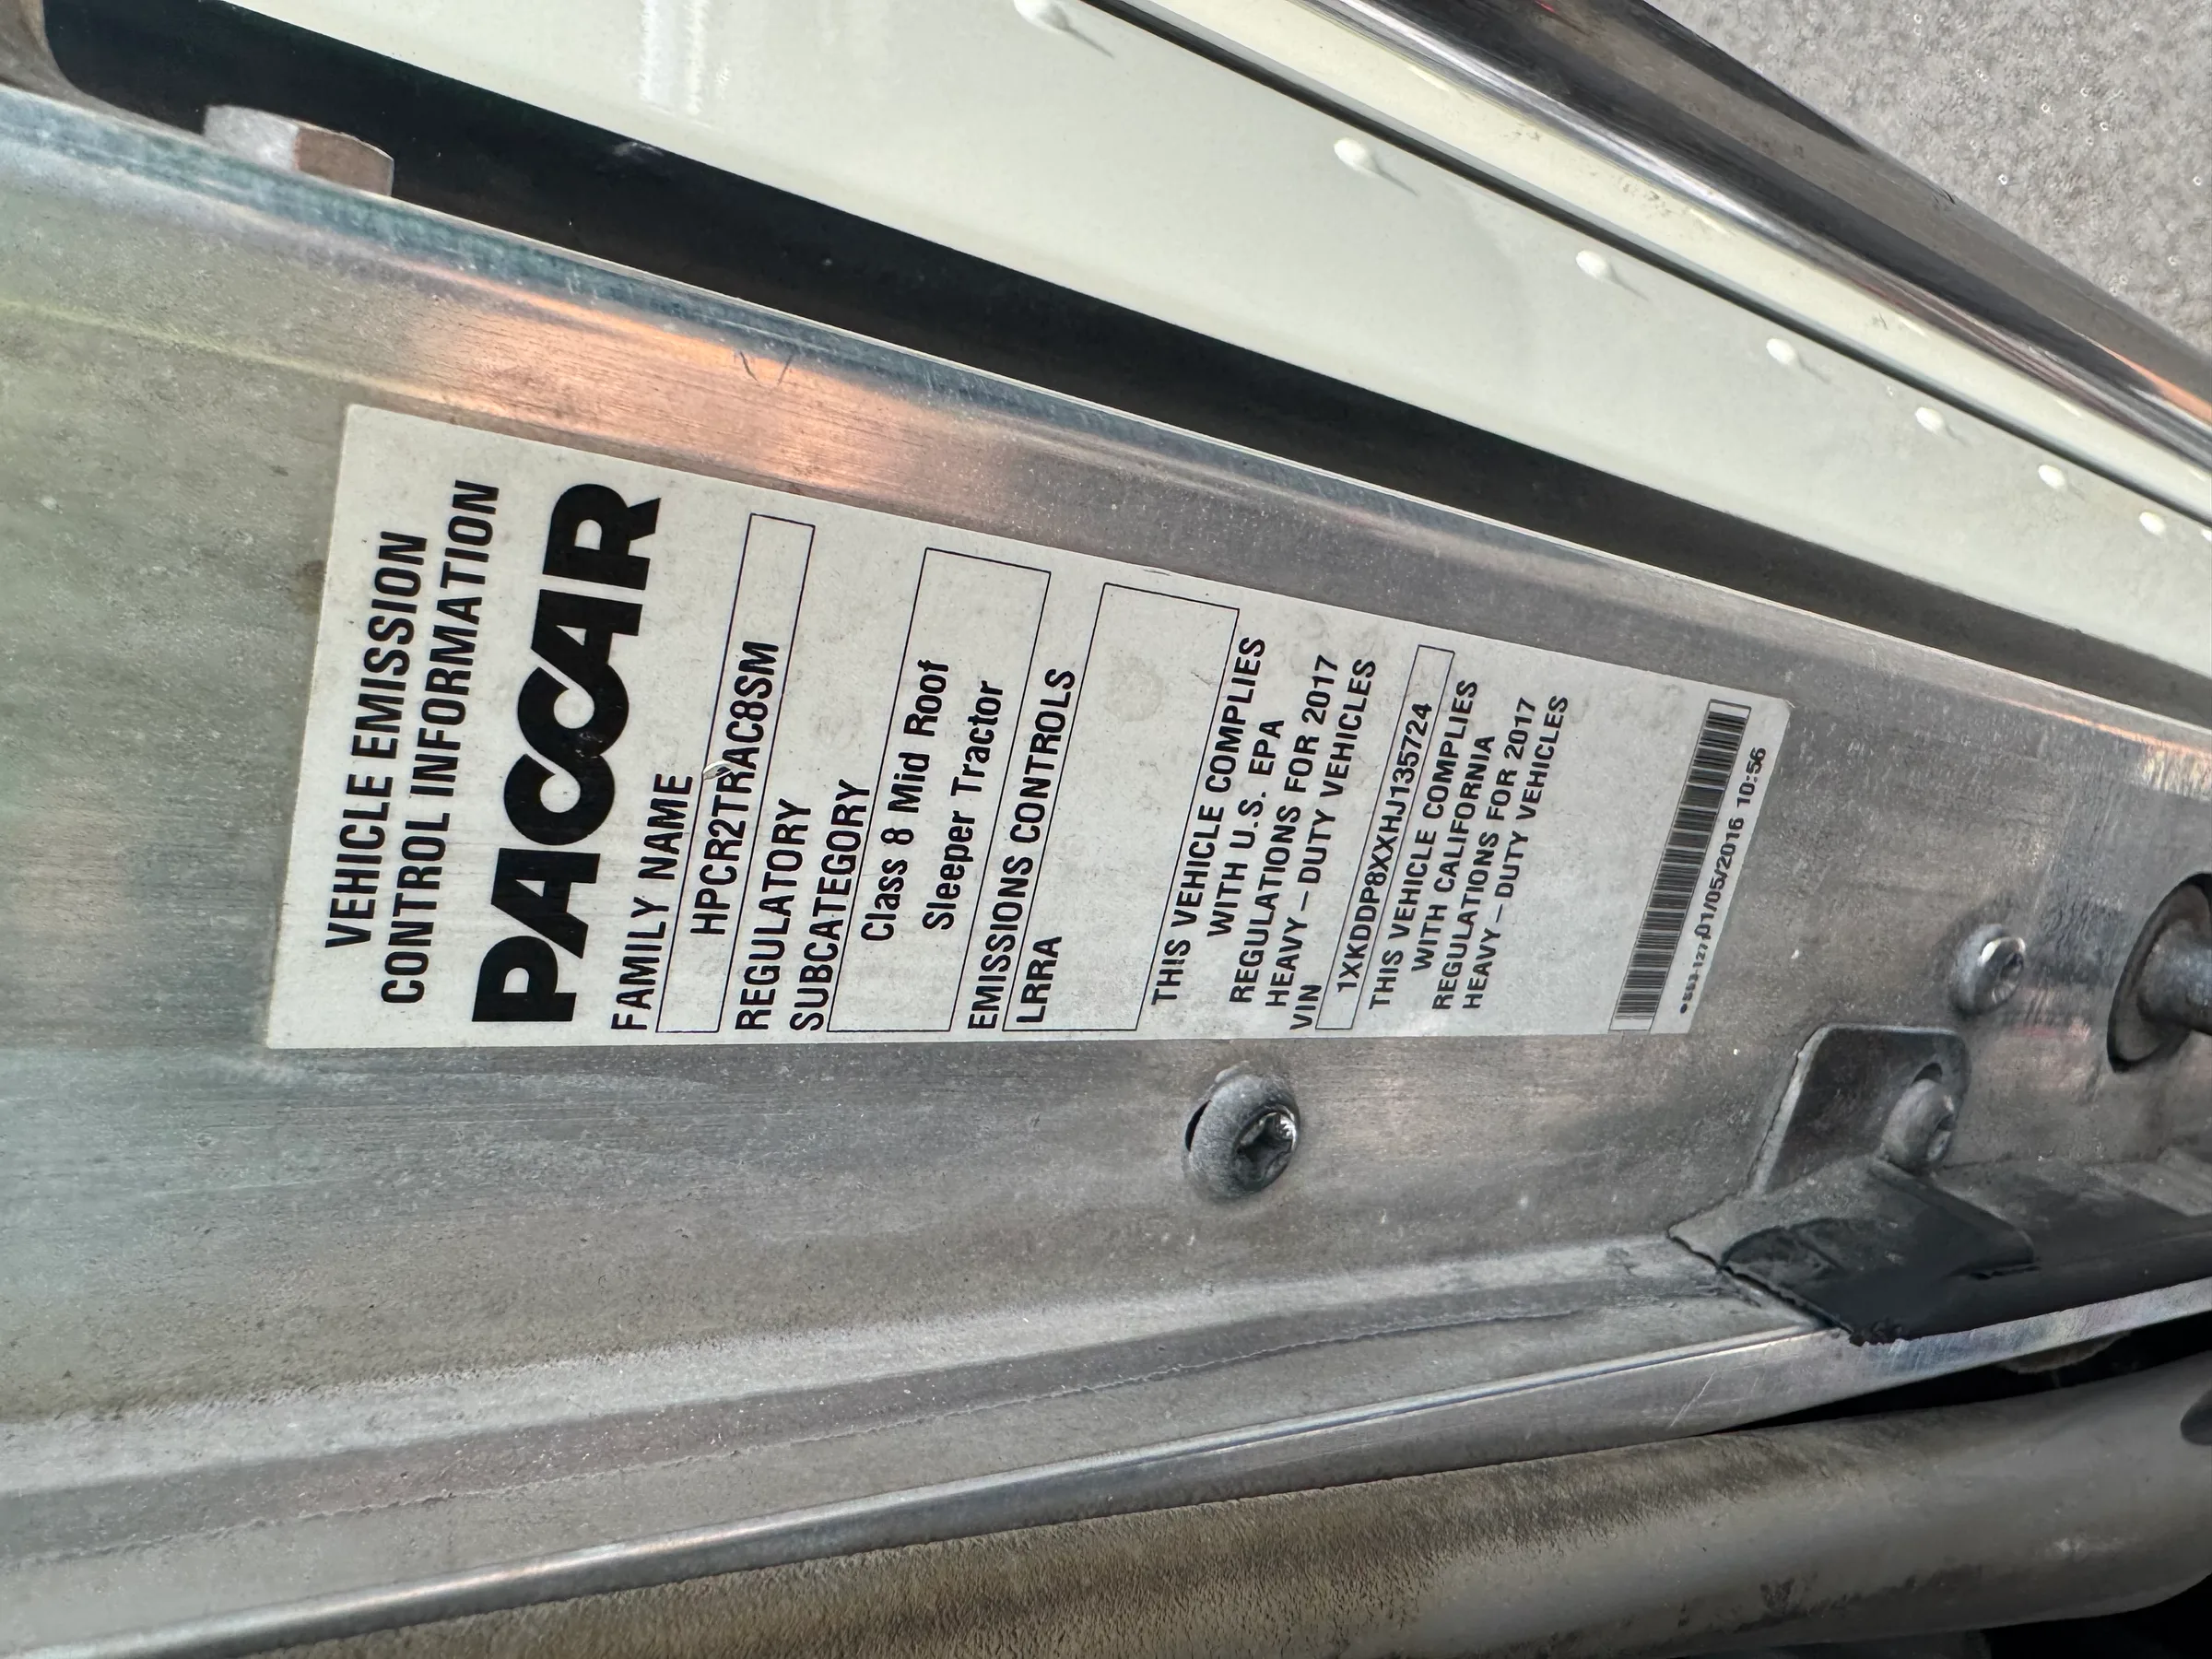 VEHICLE EMISSION
CONTROL INFORMATION
PACCAR
FAMILY NAME
HPCR2TRAC8SM
REGULATORY
SUBCATEGORY
Class 8 Mid Roof
Sleeper Tractor
EMISSIONS CONTROLS
LRRA
THIS VEHICLE COMPLIES
WITH U.S. EPA
REGULATIONS FOR 2017
HEAVY – DUTY VEHICLES
VIN
1XKDDP8XXHJ135724
THIS VEHICLE COMPLIES
WITH CALIFORNIA
REGULATIONS FOR 2017
HEAVY – DUTY VEHICLES
01/05/2016 10:56